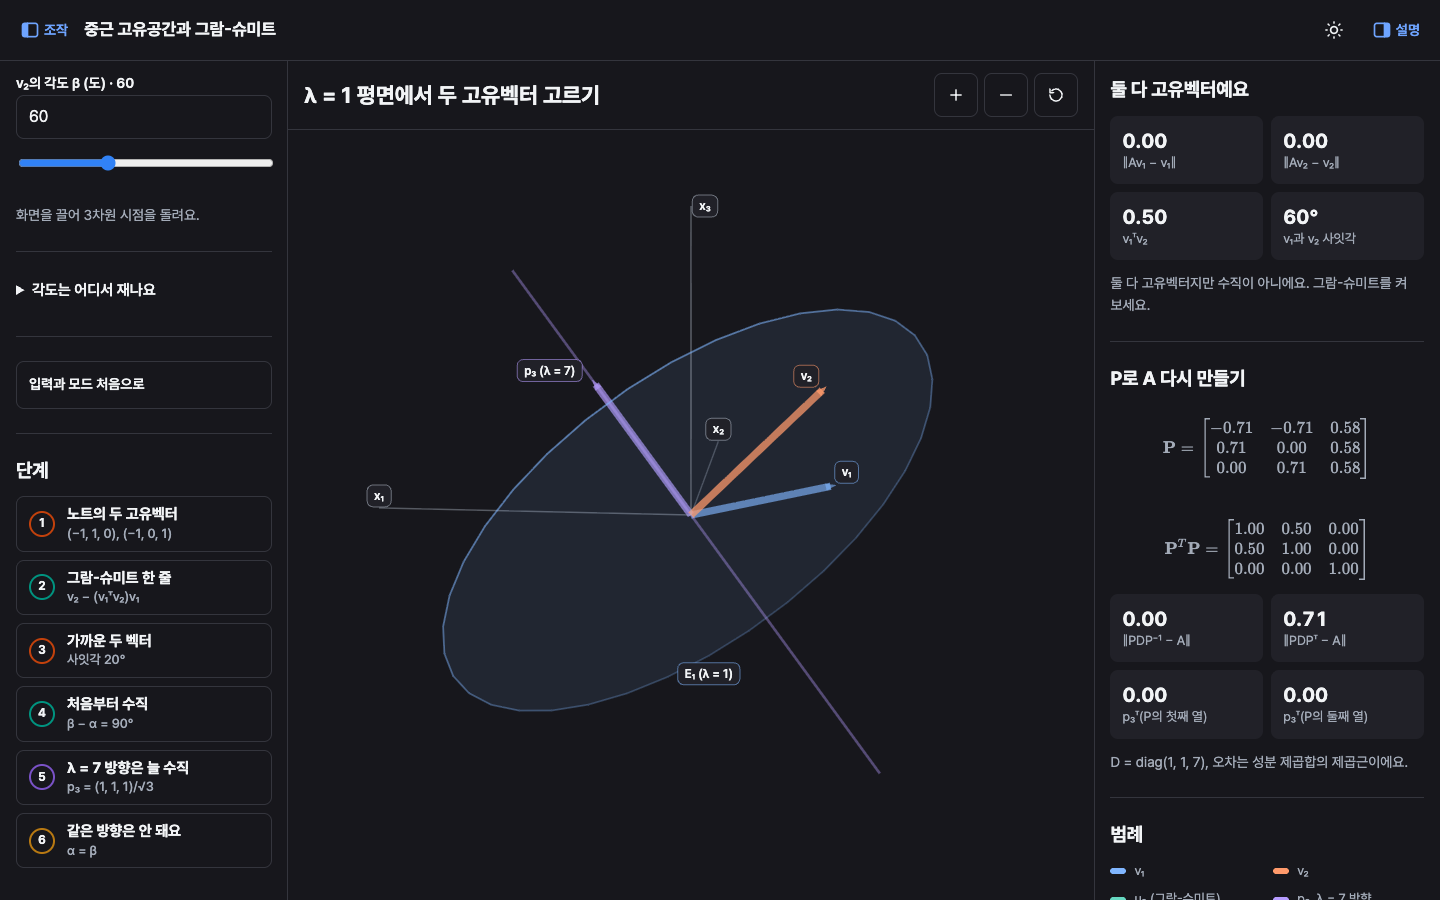 조작
중근 고유공간과 그람-슈미트
설명
v₂의 각도 β (도) · 60
60
화면을 끌어 3차원 시점을 돌려요.
▶ 각도는 어디서 재나요
입력과 모드 처음으로
단계
1
노트의 두 고유벡터
(−1, 1, 0), (−1, 0, 1)
2
그람-슈미트 한 줄
v₂ − (v₁ᵀv₂)v₁
3
가까운 두 벡터
사잇각 20°
4
처음부터 수직
β − α = 90°
5
λ = 7 방향은 늘 수직
p₃ = (1, 1, 1)/√3
6
같은 방향은 안 돼요
α = β
λ = 1 평면에서 두 고유벡터 고르기
x₃
p₃ (λ = 7)
v₂
x₂
v₁
x₁
E₁ (λ = 1)
둘 다 고유벡터예요
0.00
‖Av₁ − v₁‖
0.00
‖Av₂ − v₂‖
0.50
v₁ᵀv₂
60°
v₁과 v₂ 사잇각
둘 다 고유벡터지만 수직이 아니에요. 그람-슈미트를 켜
보세요.
P로 A 다시 만들기
−0.71 −0.71 0.58
P = 0.71 0.00 0.58
0.00 0.71 0.58
1.00 0.50 0.00
PᵀP = 0.50 1.00 0.00
0.00 0.00 1.00
0.00
‖PDP⁻¹ − A‖
0.71
‖PDPᵀ − A‖
0.00
p₃ᵀ(P의 첫째 열)
0.00
p₃ᵀ(P의 둘째 열)
D = diag(1, 1, 7), 오차는 성분 제곱합의 제곱근이에요.
범례
v₁
v₂